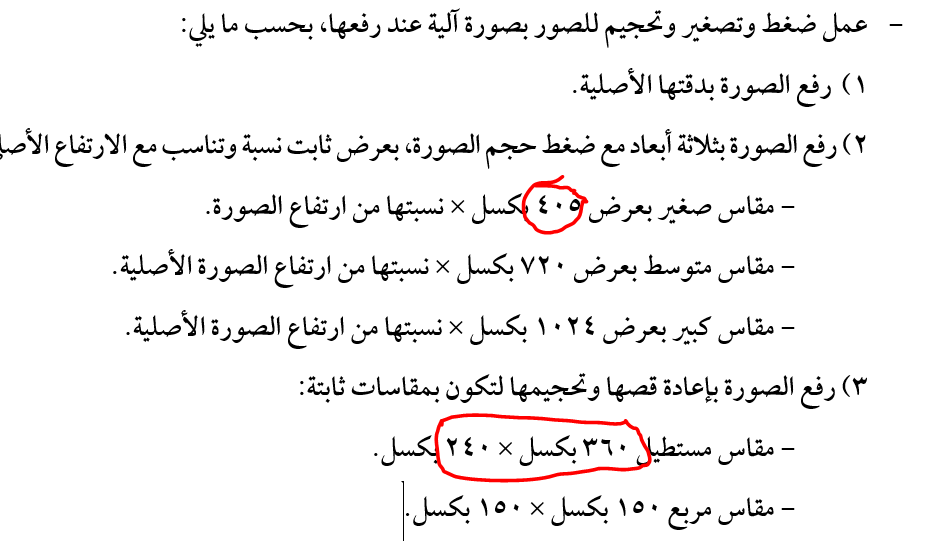 - عمل ضغط وتصغير وتحجيم للصور بصورة آلية عند رفعها، بحسب ما يلي:
١) رفع الصورة بدقتها الأصلية.
٢) رفع الصورة بثلاثة أبعاد مع ضغط حجم الصورة، بعرض ثابت نسبة وتناسب مع الارتفاع
- مقاس صغير بعرض ٤٠٥ بكسل × نسبتها من ارتفاع الصورة.
- مقاس متوسط بعرض ٧٢٠ بكسل × نسبتها من ارتفاع الصورة الأصلية.
- مقاس كبير بعرض ١٠٢٤ بكسل × نسبتها من ارتفاع الصورة الأصلية.
٣) رفع الصورة بإعادة قصها وتحجيمها لتكون بمقاسات ثابتة:
- مقاس مستطيل ٣٦٠ بكسل × ٢٤٠ بكسل.
- مقاس مربع ١٥٠ بكسل × ١٥٠ بكسل.